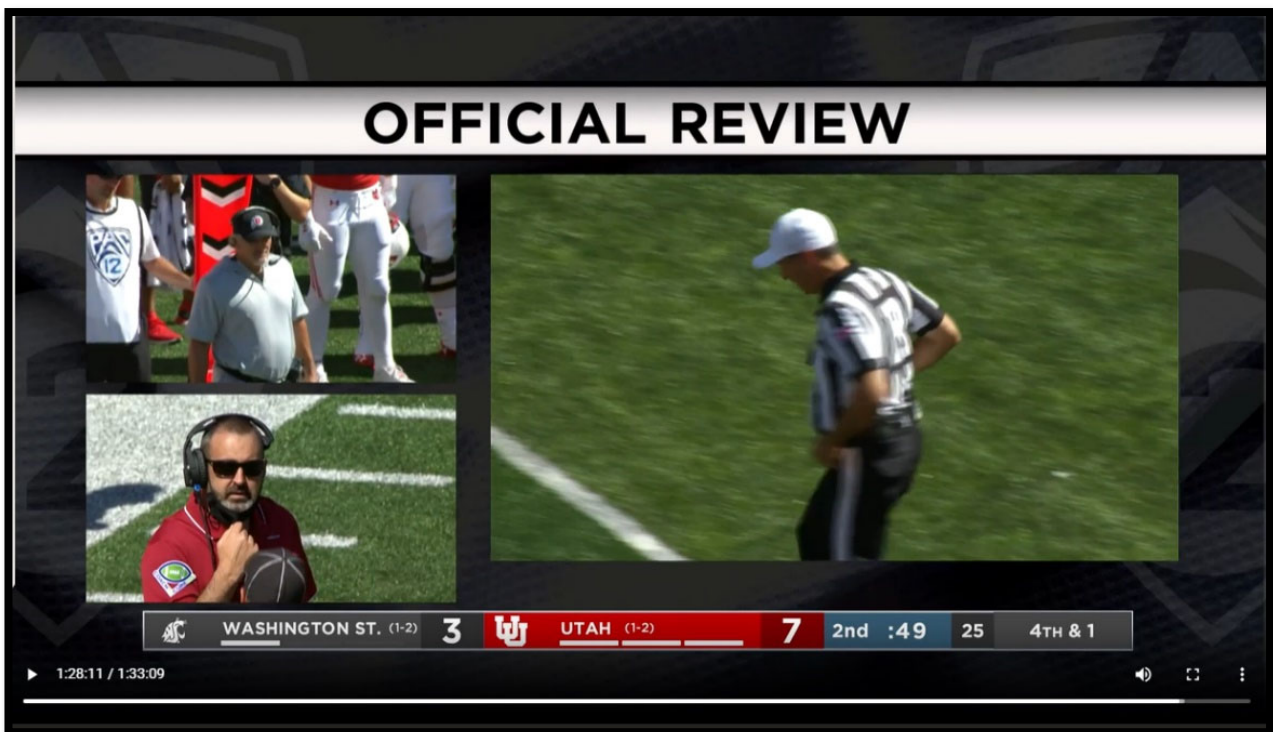 OFFICIAL REVIEW
PAC
12
WASHINGTON ST. (1-2) 3 UTAH (1-2) 7 2nd :49 25 4TH & 1
1:28:11 / 1:33:09